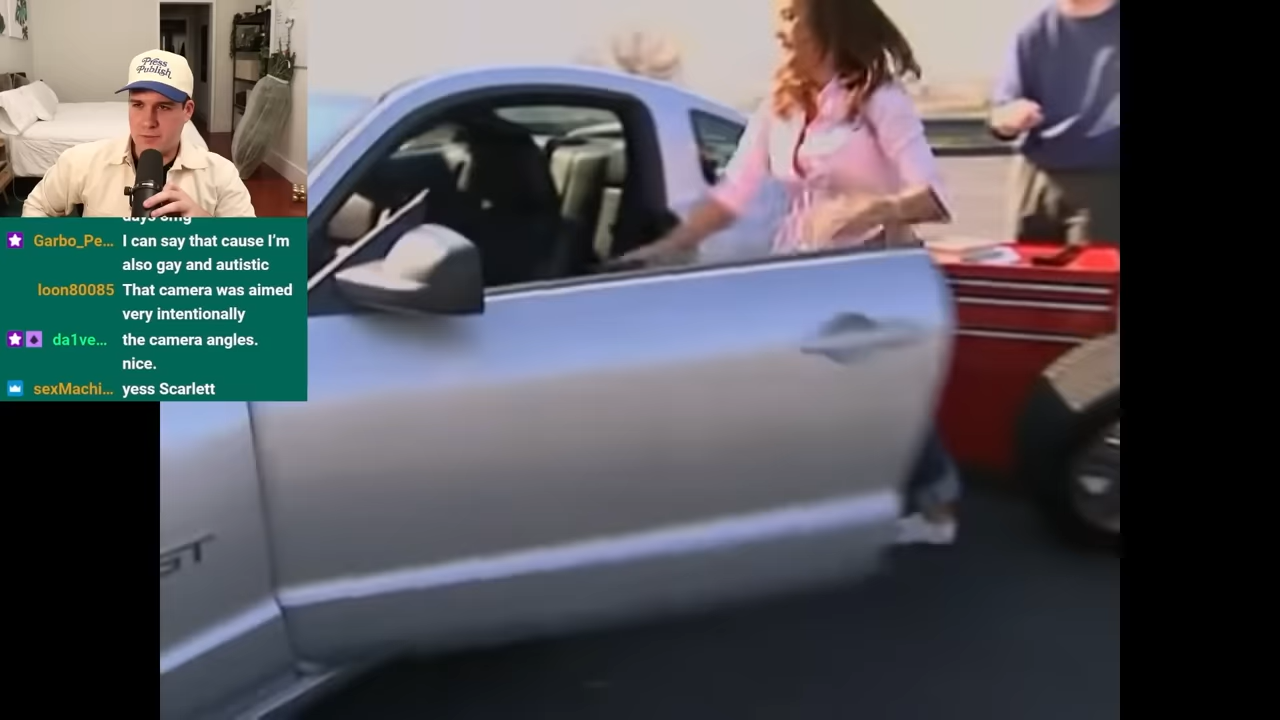 Press
Publish
Garbo_Pe... I can say that cause I'm
also gay and autistic
loon80085 That camera was aimed
very intentionally
da1ve... the camera angles.
nice.
sexMachi... yess Scarlett
GT